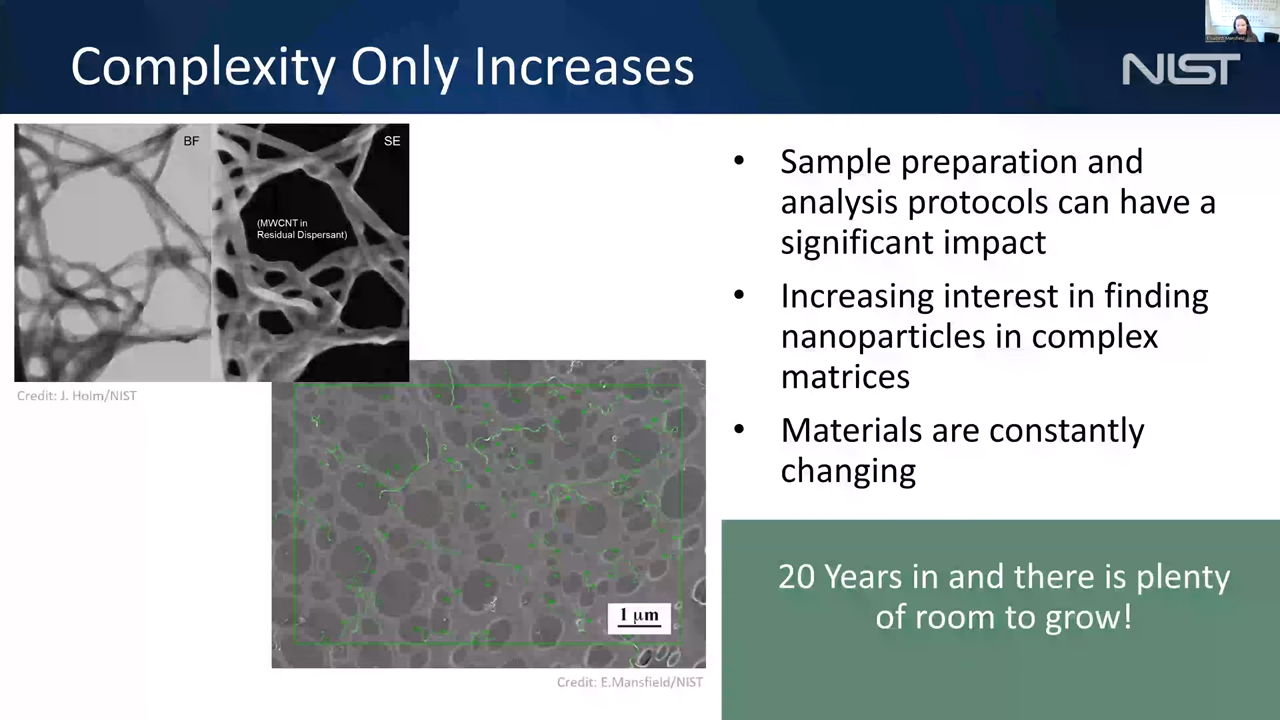 Complexity Only Increases
NIST
Elisabeth Mansfield
BF
SE
(MWCNT in
Residual Dispersant)
Credit: J. Holm/NIST
1 μm
Credit: E.Mansfield/NIST
• Sample preparation and
analysis protocols can have a
significant impact
• Increasing interest in finding
nanoparticles in complex
matrices
• Materials are constantly
changing
20 Years in and there is plenty
of room to grow!